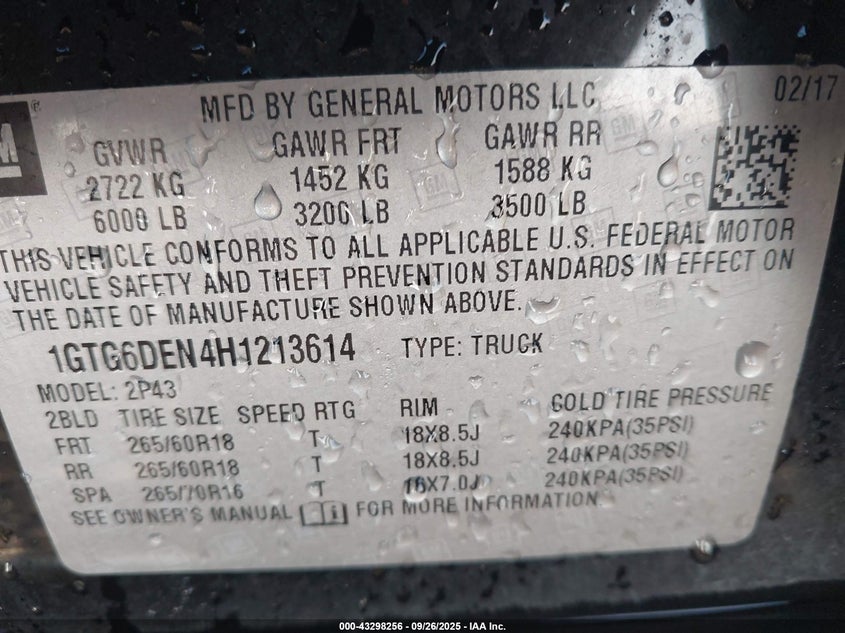 GM ®
MFD BY GENERAL MOTORS LLC 02/17
GVWR GAWR FRT GAWR RR
2722 KG 1452 KG 1588 KG
6000 LB 3200 LB 3500 LB
THIS VEHICLE CONFORMS TO ALL APPLICABLE U.S. FEDERAL MOTOR
VEHICLE SAFETY AND THEFT PREVENTION STANDARDS IN EFFECT ON
THE DATE OF MANUFACTURE SHOWN ABOVE.
1GTG6DEN4H1213614 TYPE: TRUCK
MODEL: 2P43
2BLD TIRE SIZE SPEED RTG RIM COLD TIRE PRESSURE
FRT 265/60R18 T 18X8.5J 240KPA(35PSI)
RR 265/60R18 T 18X8.5J 240KPA(35PSI)
SPA 265/70R16 T 16X7.0J 240KPA(35PSI)
SEE OWNER'S MANUAL FOR MORE INFORMATION.
000-43298256 - 09/26/2025 - IAA Inc.